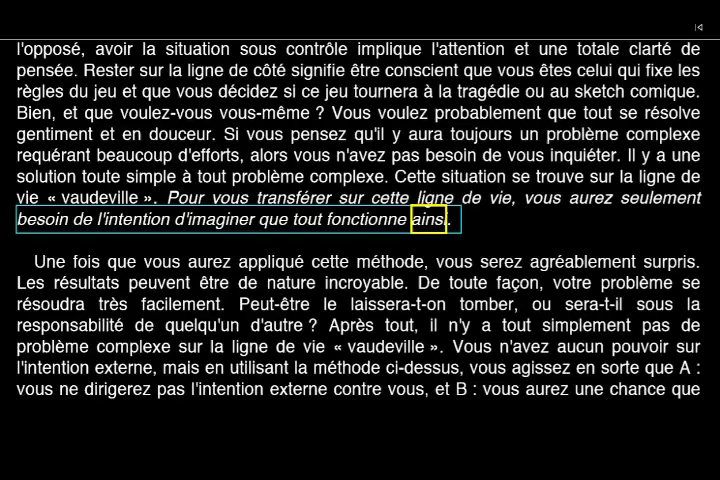 l'opposé, avoir la situation sous contrôle implique l'attention et une totale clarté de
pensée. Rester sur la ligne de côté signifie être conscient que vous êtes celui qui fixe les
règles du jeu et que vous décidez si ce jeu tournera à la tragédie ou au sketch comique.
Bien, et que voulez-vous vous-même ? Vous voulez probablement que tout se résolve
gentiment et en douceur. Si vous pensez qu'il y aura toujours un problème complexe
requérant beaucoup d'efforts, alors vous n'avez pas besoin de vous inquiéter. Il y a une
solution toute simple à tout problème complexe. Cette situation se trouve sur la ligne de
vie « vaudeville ». Pour vous transférer sur cette ligne de vie, vous aurez seulement
besoin de l'intention d'imaginer que tout fonctionne ainsi.
Une fois que vous aurez appliqué cette méthode, vous serez agréablement surpris.
Les résultats peuvent être de nature incroyable. De toute façon, votre problème se
résoudra très facilement. Peut-être le laissera-t-on tomber, ou sera-t-il sous la
responsabilité de quelqu'un d'autre ? Après tout, il n'y a tout simplement pas de
problème complexe sur la ligne de vie « vaudeville ». Vous n'avez aucun pouvoir sur
l'intention externe, mais en utilisant la méthode ci-dessus, vous agissez en sorte que A :
vous ne dirigerez pas l'intention externe contre vous, et B : vous aurez une chance que